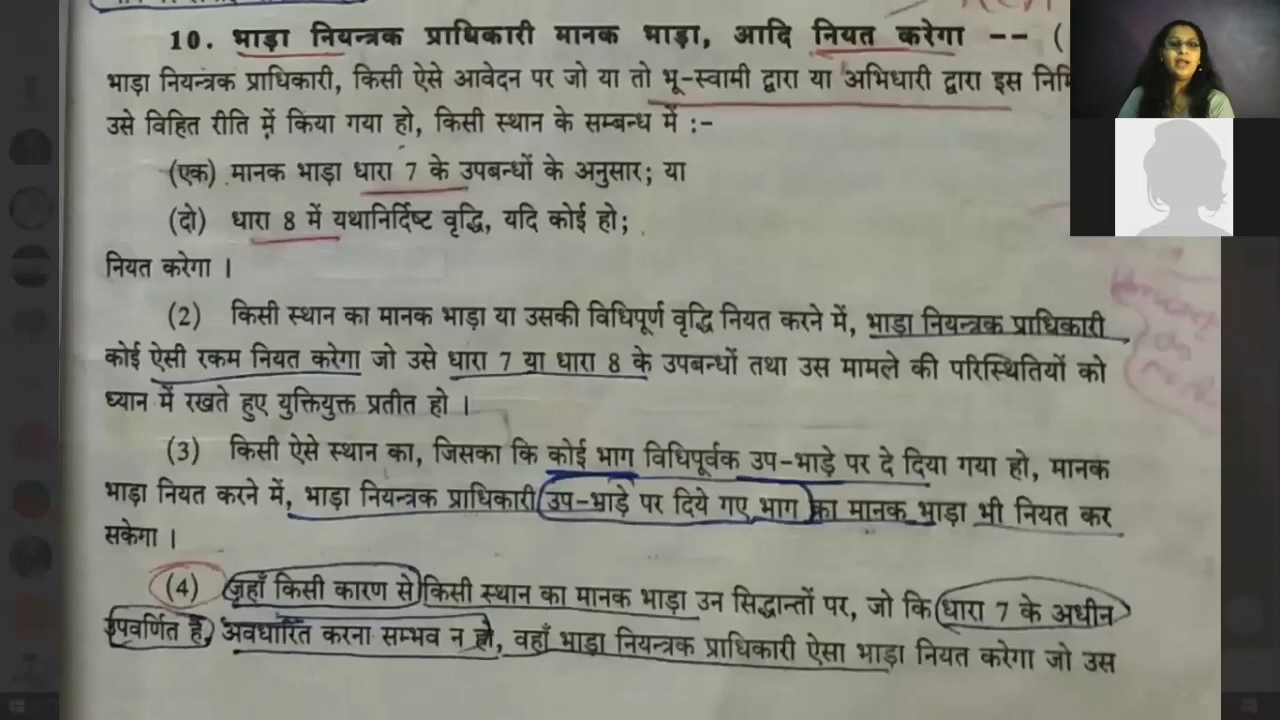 10. भाड़ा नियन्त्रक प्राधिकारी मानक भाड़ा, आदि नियत करेगा -- (
भाड़ा नियन्त्रक प्राधिकारी, किसी ऐसे आवेदन पर जो या तो भू-स्वामी द्वारा या अभिधारी द्वारा इस
उसे विहित रीति में किया गया हो, किसी स्थान के सम्बन्ध में :-
(एक) मानक भाड़ा धारा 7 के उपबन्धों के अनुसार; या
(दो) धारा 8 में यथानिर्दिष्ट वृद्धि, यदि कोई हो;
नियत करेगा ।
(2) किसी स्थान का मानक भाड़ा या उसकी विधिपूर्ण वृद्धि नियत करने में, भाड़ा नियन्त्रक प्राधिकारी
कोई ऐसी रकम नियत करेगा जो उसे धारा 7 या धारा 8 के उपबन्धों तथा उस मामले की परिस्थितियों को
ध्यान में रखते हुए युक्तियुक्त प्रतीत हो ।
(3) किसी ऐसे स्थान का, जिसका कि कोई भाग विधिपूर्वक उप-भाड़े पर दे दिया गया हो, मानक
भाड़ा नियत करने में, भाड़ा नियन्त्रक प्राधिकारी उप-भाड़े पर दिये गए भाग का मानक भाड़ा भी नियत कर
सकेगा ।
(4) जहाँ किसी कारण से किसी स्थान का मानक भाड़ा उन सिद्धान्तों पर, जो कि धारा 7 के अधीन
उपवर्णित हैं, अवधारित करना सम्भव न हो, वहाँ भाड़ा नियन्त्रक प्राधिकारी ऐसा भाड़ा नियत करेगा जो उस